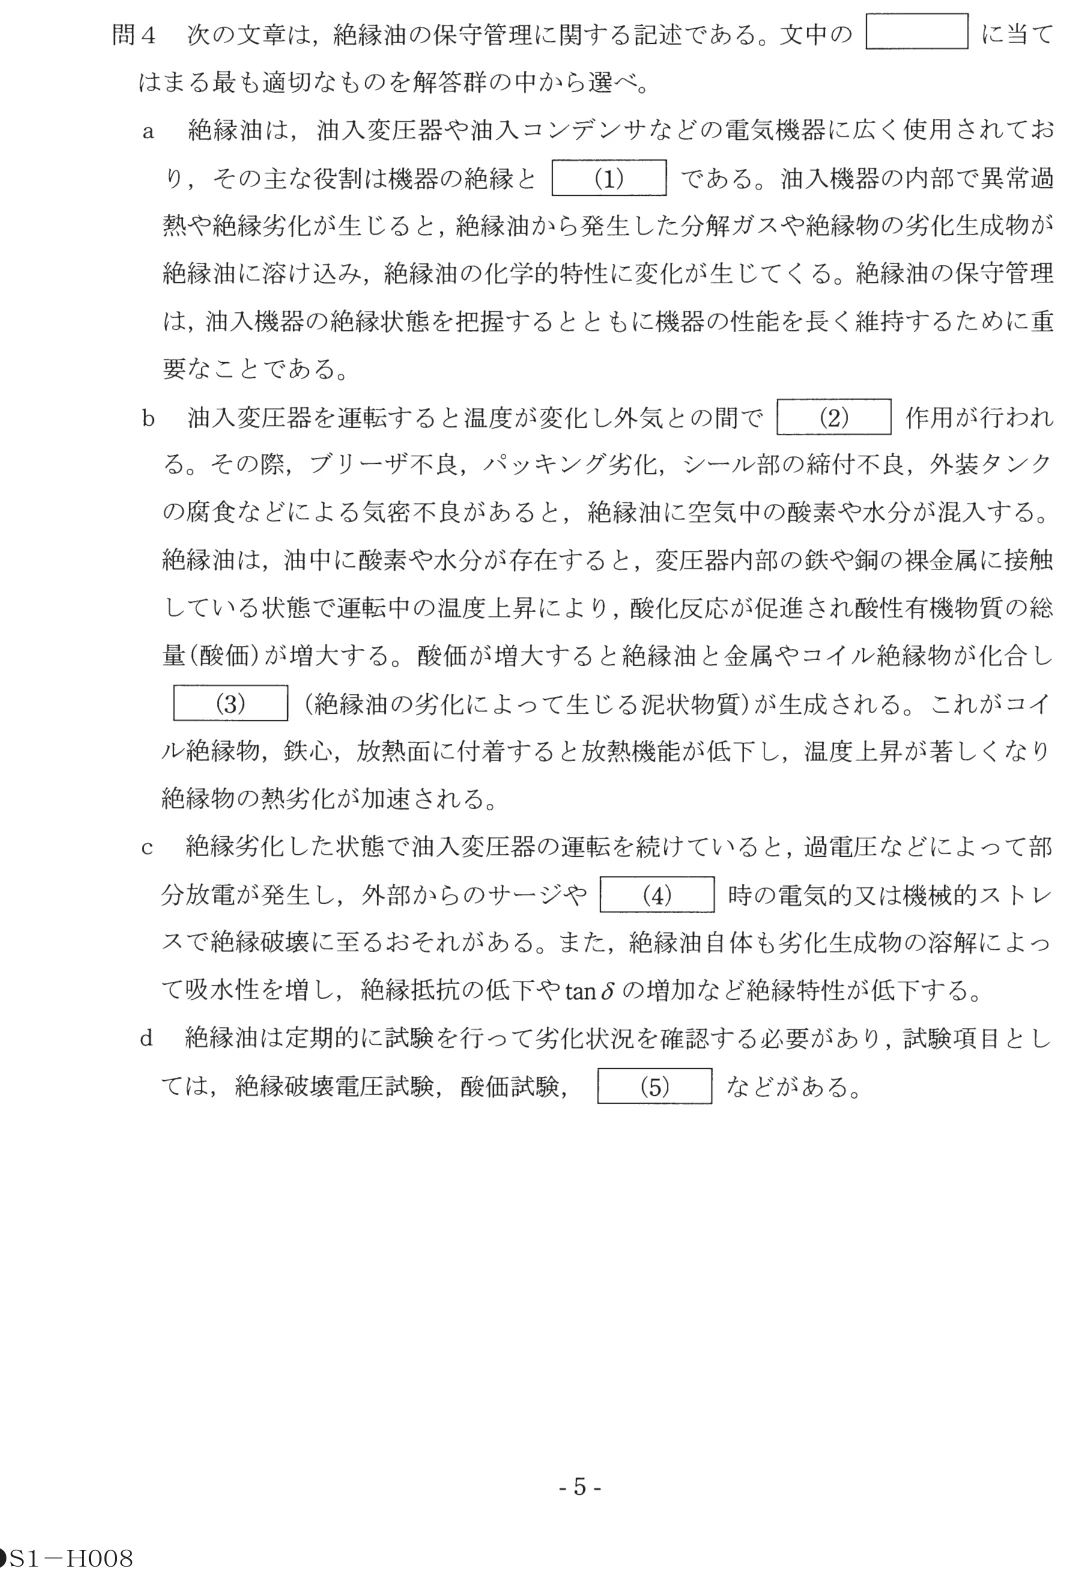 問４　次の文章は，絶縁油の保守管理に関する記述である。文中の　　　　に当て
はまる最も適切なものを解答群の中から選べ。
ａ　絶縁油は，油入変圧器や油入コンデンサなどの電気機器に広く使用されてお
り，その主な役割は機器の絶縁と (1) である。油入機器の内部で異常過
熱や絶縁劣化が生じると，絶縁油から発生した分解ガスや絶縁物の劣化生成物が
絶縁油に溶け込み，絶縁油の化学的特性に変化が生じてくる。絶縁油の保守管理
は，油入機器の絶縁状態を把握するとともに機器の性能を長く維持するために重
要なことである。
ｂ　油入変圧器を運転すると温度が変化し外気との間で (2) 作用が行われ
る。その際，ブリーザ不良，パッキング劣化，シール部の締付不良，外装タンク
の腐食などによる気密不良があると，絶縁油に空気中の酸素や水分が混入する。
絶縁油は，油中に酸素や水分が存在すると，変圧器内部の鉄や銅の裸金属に接触
している状態で運転中の温度上昇により，酸化反応が促進され酸性有機物質の総
量(酸価)が増大する。酸価が増大すると絶縁油と金属やコイル絶縁物が化合し
(3) (絶縁油の劣化によって生じる泥状物質)が生成される。これがコイ
ル絶縁物，鉄心，放熱面に付着すると放熱機能が低下し，温度上昇が著しくなり
絶縁物の熱劣化が加速される。
ｃ　絶縁劣化した状態で油入変圧器の運転を続けていると，過電圧などによって部
分放電が発生し，外部からのサージや (4) 時の電気的又は機械的ストレ
スで絶縁破壊に至るおそれがある。また，絶縁油自体も劣化生成物の溶解によっ
て吸水性を増し，絶縁抵抗の低下やtanδの増加など絶縁特性が低下する。
ｄ　絶縁油は定期的に試験を行って劣化状況を確認する必要があり，試験項目とし
ては，絶縁破壊電圧試験，酸価試験， (5) などがある。
- 5 -
●S1－H008